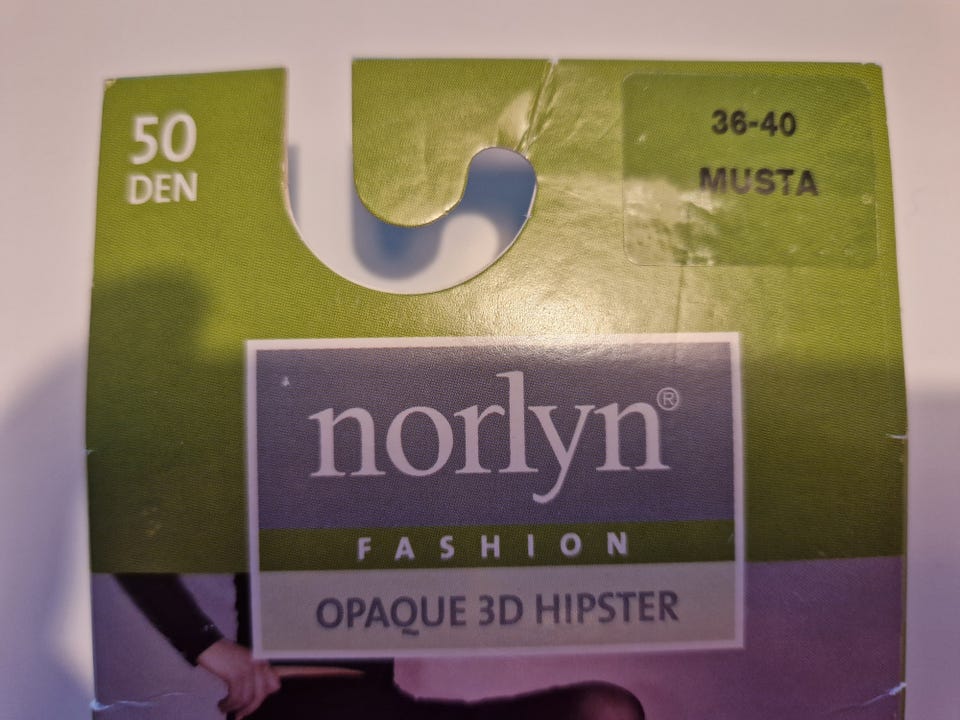 50
DEN
36-40
MUSTA
norlyn®
FASHION
OPAQUE 3D HIPSTER